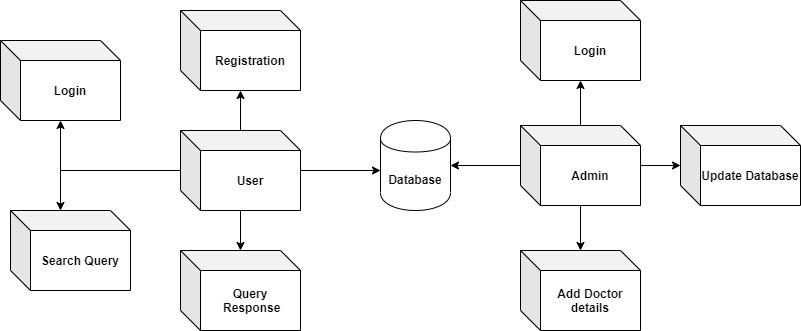 Login
Registration
Login
User
Database
Admin
Update Database
Search Query
Query
Response
Add Doctor
details